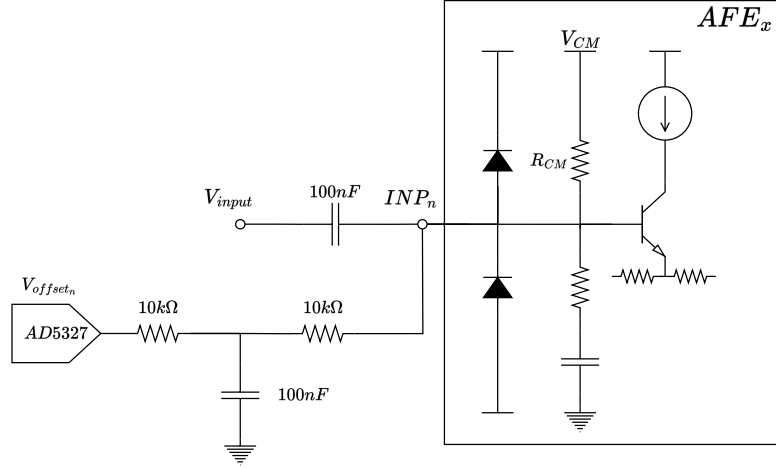 AFE_x
V_CM
R_CM
100nF
INP_n
V_input
V_offset_n
10kΩ
10kΩ
AD5327
100nF